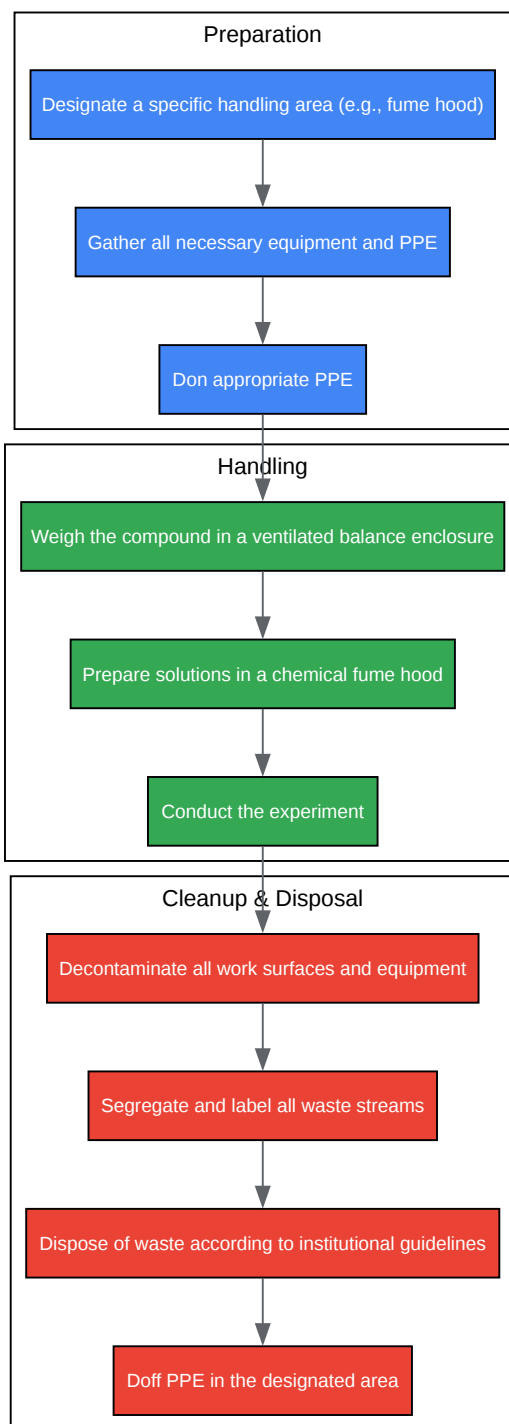 Preparation
Designate a specific handling area (e.g., fume hood)
Gather all necessary equipment and PPE
Don appropriate PPE
Handling
Weigh the compound in a ventilated balance enclosure
Prepare solutions in a chemical fume hood
Conduct the experiment
Cleanup & Disposal
Decontaminate all work surfaces and equipment
Segregate and label all waste streams
Dispose of waste according to institutional guidelines
Doff PPE in the designated area